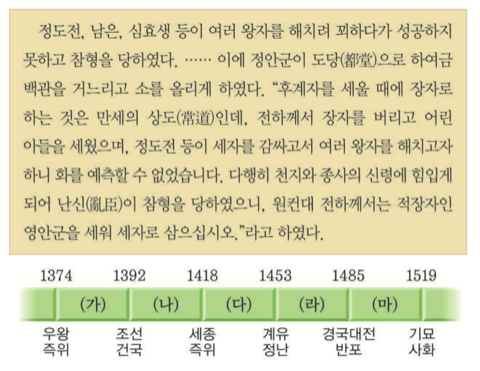 정도전, 남은, 심효생 등이 여러 왕자를 해치려 꾀하다가 성공하지
못하고 참형을 당하였다. …… 이에 정안군이 도당(都堂)으로 하여금
백관을 거느리고 소를 올리게 하였다. “후계자를 세울 때에 장자로
하는 것은 만세의 상도(常道)인데, 전하께서 장자를 버리고 어린
아들을 세웠으며, 정도전 등이 세자를 감싸고서 여러 왕자를 해치고자
하니 화를 예측할 수 없었습니다. 다행히 천지와 종사의 신령에 힘입게
되어 난신(亂臣)이 참형을 당하였으니, 원컨대 전하께서는 적장자인
영안군을 세워 세자로 삼으십시오.”라고 하였다.
1374 1392 1418 1453 1485 1519
(가) (나) (다) (라) (마)
우왕 조선 세종 계유 경국대전 기묘
즉위 건국 즉위 정난 반포 사화